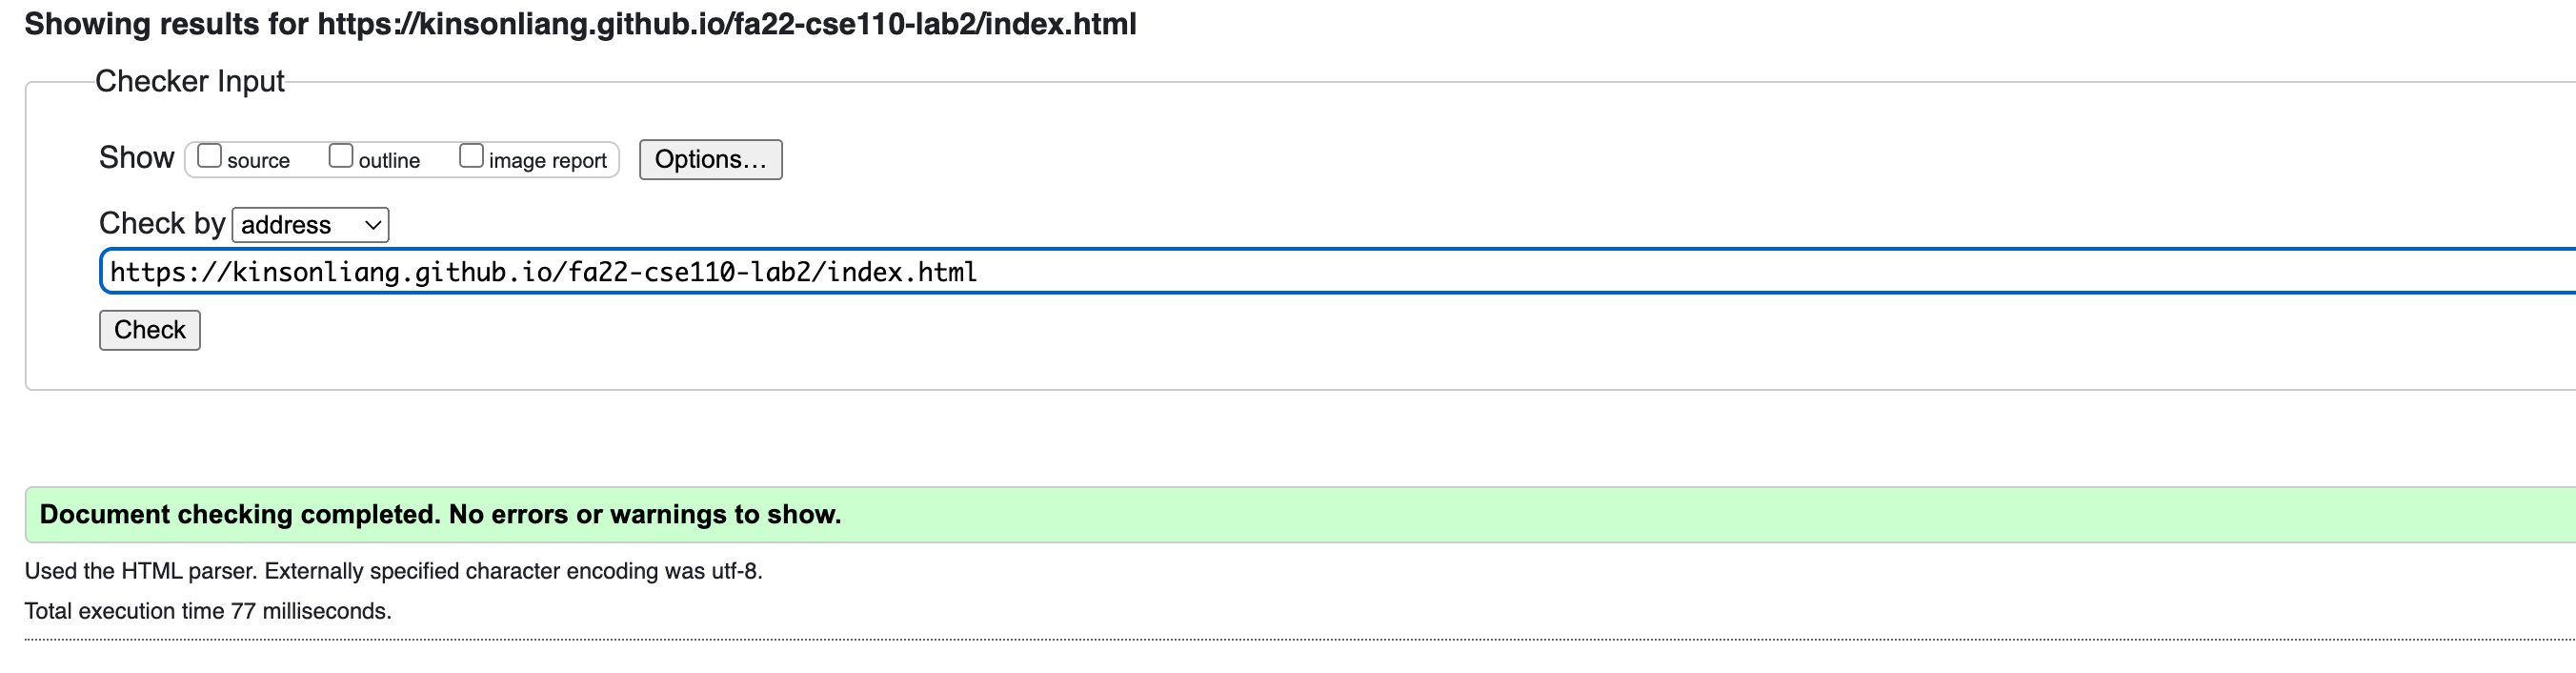 Showing results for https://kinsonliang.github.io/fa22-cse110-lab2/index.html
Checker Input
Show source outline image report Options...
Check by address
https://kinsonliang.github.io/fa22-cse110-lab2/index.html
Check
Document checking completed. No errors or warnings to show.
Used the HTML parser. Externally specified character encoding was utf-8.
Total execution time 77 milliseconds.